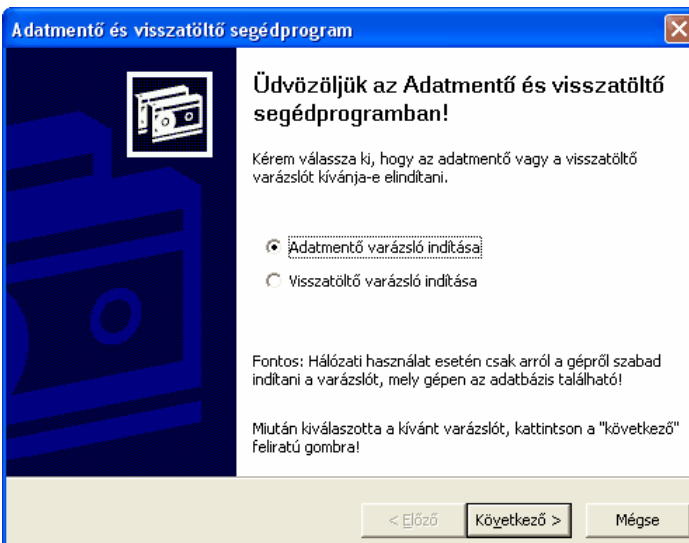 Adatmentő és visszatöltő segédprogram
Üdvözöljük az Adatmentő és visszatöltő
segédprogramban!
Kérem válassza ki, hogy az adatmentő vagy a visszatöltő
varázslót kívánja-e elindítani.
Adatmentő varázsló indítása
Visszatöltő varázsló indítása
Fontos: Hálózati használat esetén csak arról a gépről szabad
indítani a varázslót, mely gépen az adatbázis található!
Miután kiválaszotta a kívánt varázslót, kattintson a "következő"
feliratú gombra!
< Előző Következő > Mégse